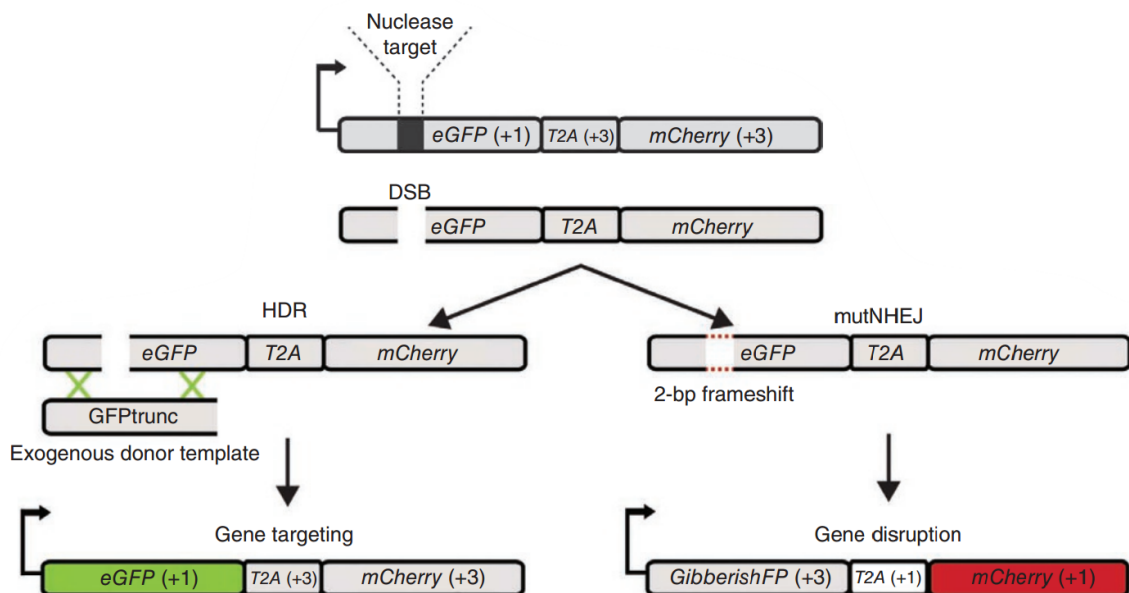 Nuclease
target
eGFP (+1) T2A (+3) mCherry (+3)
DSB
eGFP T2A mCherry
HDR
mutNHEJ
eGFP T2A mCherry
eGFP T2A mCherry
2-bp frameshift
GFPtrunc
Exogenous donor template
Gene targeting
Gene disruption
eGFP (+1) T2A (+3) mCherry (+3)
GibberishFP (+3) T2A (+1) mCherry (+1)